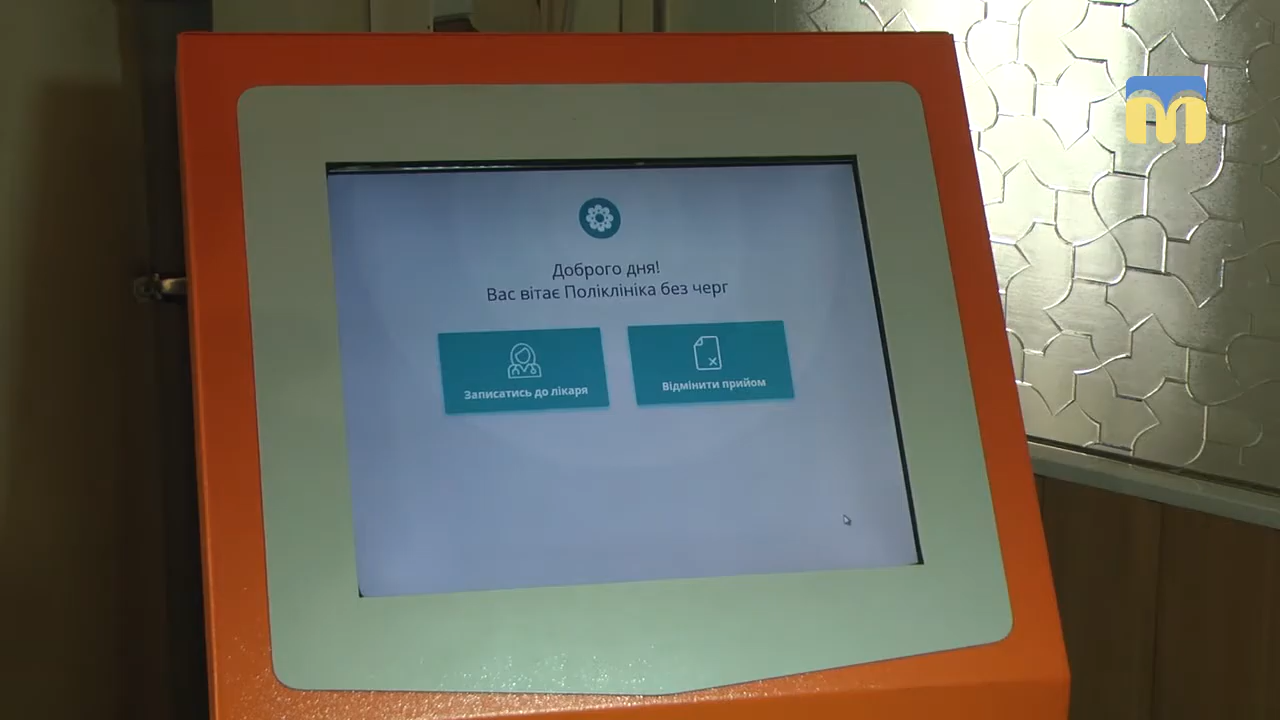 Доброго дня!
Вас вітає Поліклініка без черг
Записатись до лікаря
Відмінити прийом